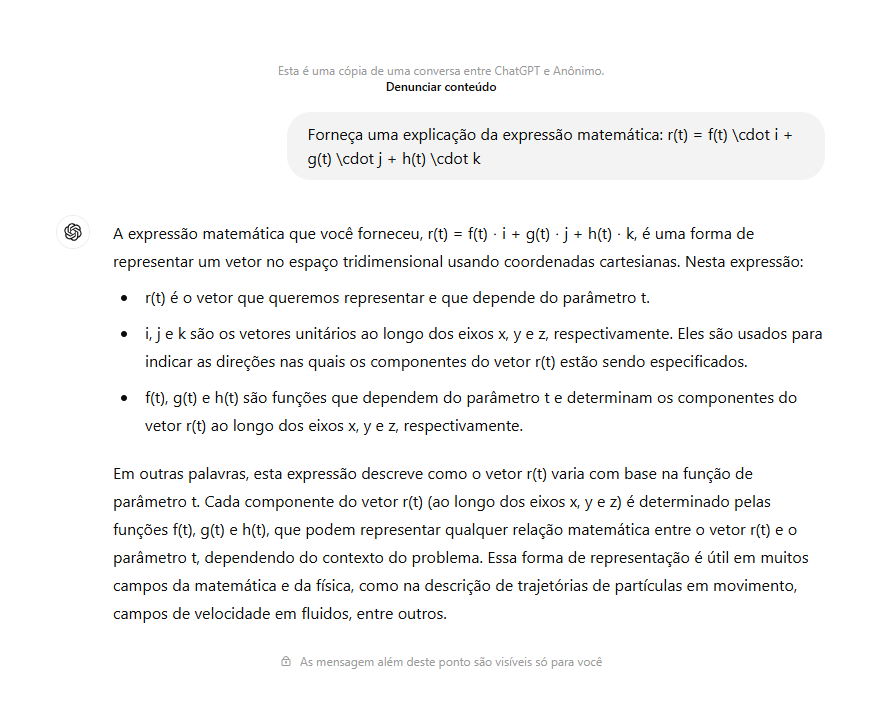 Esta é uma cópia de uma conversa entre ChatGPT e Anônimo.
Denunciar conteúdo
Forneça uma explicação da expressão matemática: r(t) = f(t) \cdot i +
g(t) \cdot j + h(t) \cdot k
A expressão matemática que você forneceu, r(t) = f(t) · i + g(t) · j + h(t) · k, é uma forma de
representar um vetor no espaço tridimensional usando coordenadas cartesianas. Nesta expressão:
• r(t) é o vetor que queremos representar e que depende do parâmetro t.
• i, j e k são os vetores unitários ao longo dos eixos x, y e z, respectivamente. Eles são usados para
indicar as direções nas quais os componentes do vetor r(t) estão sendo especificados.
• f(t), g(t) e h(t) são funções que dependem do parâmetro t e determinam os componentes do
vetor r(t) ao longo dos eixos x, y e z, respectivamente.
Em outras palavras, esta expressão descreve como o vetor r(t) varia com base na função de
parâmetro t. Cada componente do vetor r(t) (ao longo dos eixos x, y e z) é determinado pelas
funções f(t), g(t) e h(t), que podem representar qualquer relação matemática entre o vetor r(t) e o
parâmetro t, dependendo do contexto do problema. Essa forma de representação é útil em muitos
campos da matemática e da física, como na descrição de trajetórias de partículas em movimento,
campos de velocidade em fluidos, entre outros.
As mensagem além deste ponto são visíveis só para você